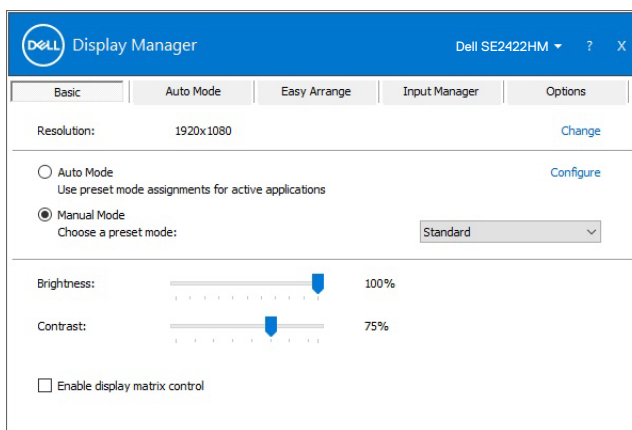 DELL Display Manager Dell SE2422HM ? X
Basic Auto Mode Easy Arrange Input Manager Options
Resolution: 1920x1080 Change
Auto Mode Configure
Use preset mode assignments for active applications
Manual Mode
Choose a preset mode: Standard
Brightness: 100%
Contrast: 75%
Enable display matrix control